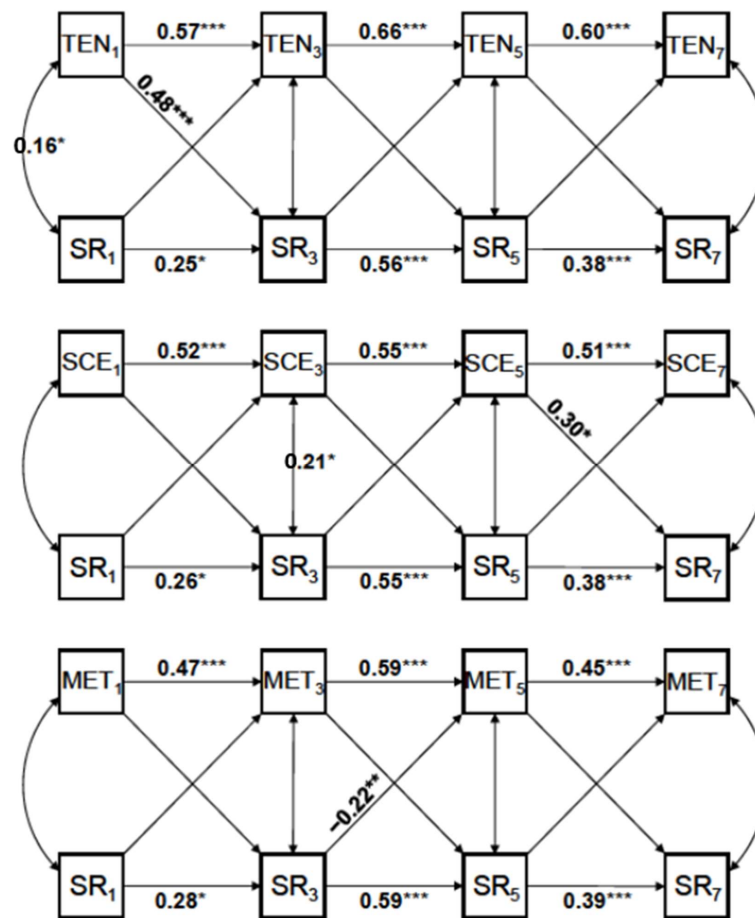 TEN₁ 0.57*** TEN₃ 0.66*** TEN₅ 0.60*** TEN₇
0.48***
0.16*
SR₁ 0.25* SR₃ 0.56*** SR₅ 0.38*** SR₇
SCE₁ 0.52*** SCE₃ 0.55*** SCE₅ 0.51*** SCE₇
0.30*
0.21*
SR₁ 0.26* SR₃ 0.55*** SR₅ 0.38*** SR₇
MET₁ 0.47*** MET₃ 0.59*** MET₅ 0.45*** MET₇
−0.22**
SR₁ 0.28* SR₃ 0.59*** SR₅ 0.39*** SR₇